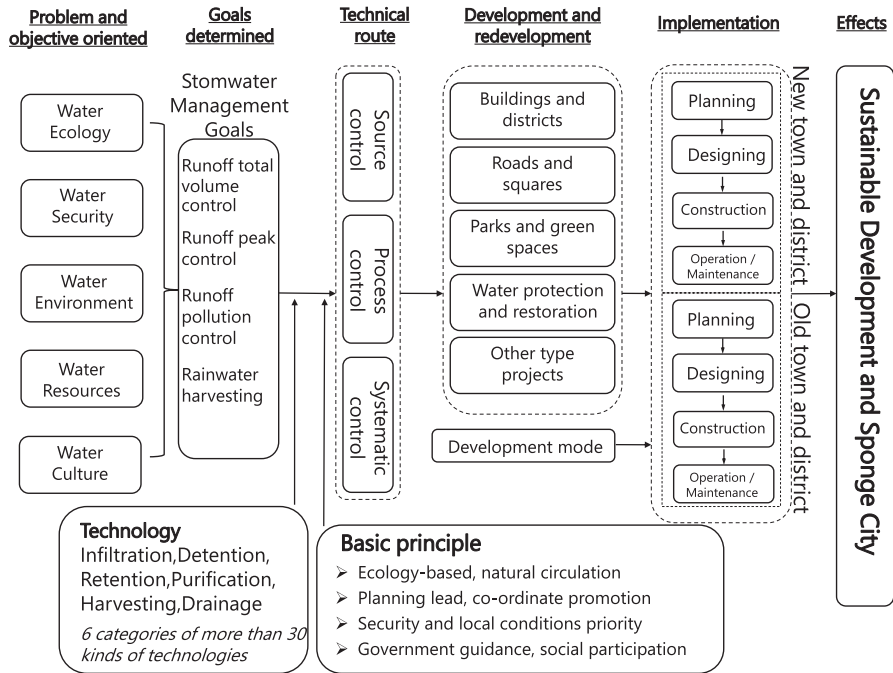 Problem and
objective oriented
Goals
determined
Technical
route
Development and
redevelopment
Implementation
Effects
Water
Ecology
Water
Security
Water
Environment
Water
Resources
Water
Culture
Stomwater
Management
Goals
Runoff total
volume
control
Runoff peak
control
Runoff
pollution
control
Rainwater
harvesting
Source
control
Process
control
Systematic
control
Buildings and
districts
Roads and
squares
Parks and green
spaces
Water protection
and restoration
Other type
projects
Development mode
Planning
Designing
Construction
Operation /
Maintenance
New town and district
Planning
Designing
Construction
Operation /
Maintenance
Old town and district
Sustainable Development and Sponge City
Technology
Infiltration,Detention,
Retention,Purification,
Harvesting,Drainage
6 categories of more than 30
kinds of technologies
Basic principle
➢ Ecology-based, natural circulation
➢ Planning lead, co-ordinate promotion
➢ Security and local conditions priority
➢ Government guidance, social participation